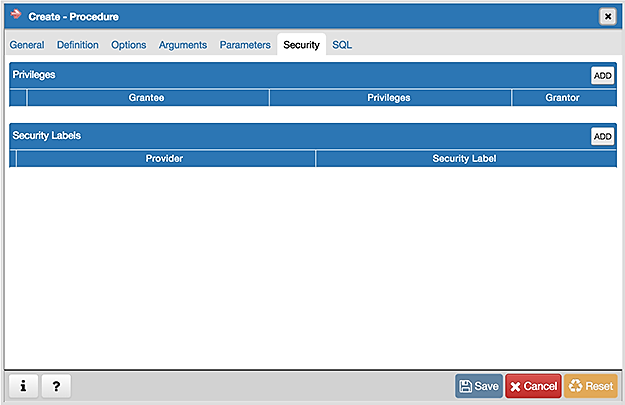 Create - Procedure
General Definition Options Arguments Parameters Security SQL
Privileges ADD
Grantee Privileges Grantor
Security Labels ADD
Provider Security Label
i ? Save Cancel Reset